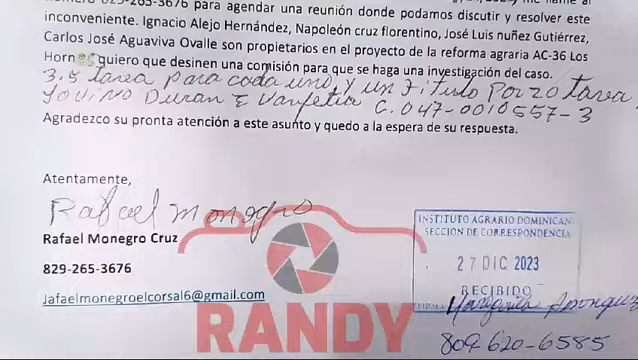 829-265-3676 para agendar una reunión donde podamos discutir y resolver este
inconveniente. Ignacio Alejo Hernández, Napoleón cruz florentino, José Luis nuñez Gutiérrez,
Carlos José Aguaviva Ovalle son propietarios en el proyecto de la reforma agraria AC-36 Los
quiero que desinen una comisión para que se haga una investigación del caso.
3.5 tarea para cada uno, y un titulo por 20 tarea
Duran C. 047-0010557-3
Agradezco su pronta atención a este asunto y quedo a la espera de su respuesta.
Atentamente,
Rafael Monegro
Rafael Monegro Cruz
829-265-3676
Jafaelmonegroelcorsal6@gmail.com
INSTITUTO AGRARIO DOMINICAN
SECCION DE CORRESPONDENCIA
27 DIC 2023
RECIBIDO
809-620-6585
RANDY